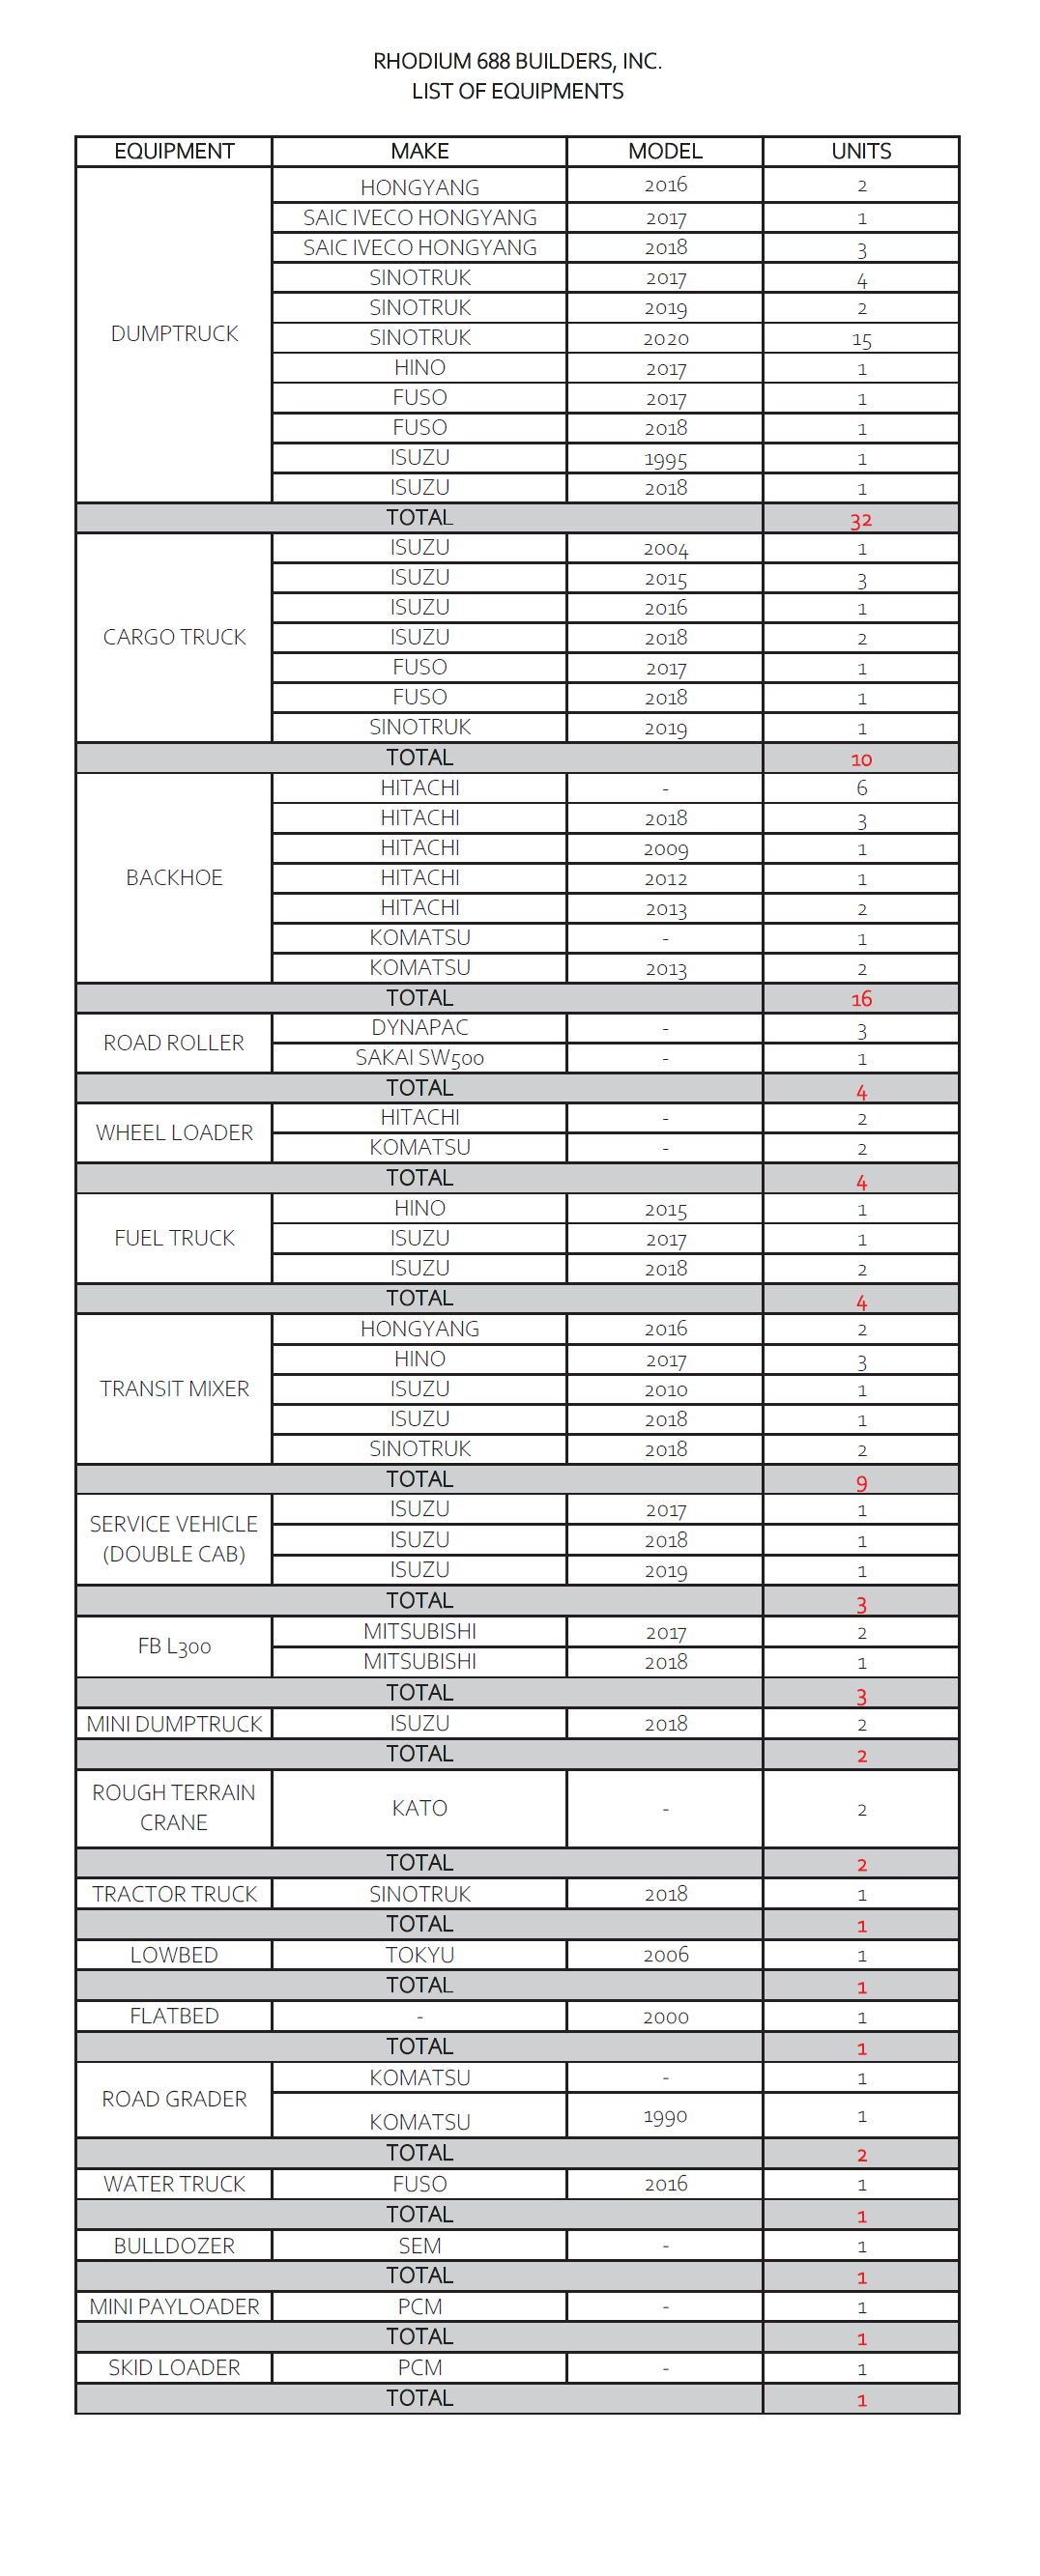 RHODIUM 688 BUILDERS, INC.
LIST OF EQUIPMENTS
EQUIPMENT MAKE MODEL UNITS
DUMPTRUCK
HONGYANG 2016 2
SAIC IVECO HONGYANG 2017 1
SAIC IVECO HONGYANG 2018 3
SINOTRUK 2017 4
SINOTRUK 2019 2
SINOTRUK 2020 15
HINO 2017 1
FUSO 2017 1
FUSO 2018 1
ISUZU 1995 1
ISUZU 2018 1
TOTAL 32
CARGO TRUCK
ISUZU 2004 1
ISUZU 2015 3
ISUZU 2016 1
ISUZU 2018 2
FUSO 2017 1
FUSO 2018 1
SINOTRUK 2019 1
TOTAL 10
BACKHOE
HITACHI - 6
HITACHI 2018 3
HITACHI 2009 1
HITACHI 2012 1
HITACHI 2013 2
KOMATSU - 1
KOMATSU 2013 2
TOTAL 16
ROAD ROLLER
DYNAPAC - 3
SAKAI SW500 - 1
TOTAL 4
WHEEL LOADER
HITACHI - 2
KOMATSU - 2
TOTAL 4
FUEL TRUCK
HINO 2015 1
ISUZU 2017 1
ISUZU 2018 2
TOTAL 4
TRANSIT MIXER
HONGYANG 2016 2
HINO 2017 3
ISUZU 2010 1
ISUZU 2018 1
SINOTRUK 2018 2
TOTAL 9
SERVICE VEHICLE
(DOUBLE CAB)
ISUZU 2017 1
ISUZU 2018 1
ISUZU 2019 1
TOTAL 3
FB L300
MITSUBISHI 2017 2
MITSUBISHI 2018 1
TOTAL 3
MINI DUMPTRUCK ISUZU 2018 2
TOTAL 2
ROUGH TERRAIN
CRANE
KATO - 2
TOTAL 2
TRACTOR TRUCK SINOTRUK 2018 1
TOTAL 1
LOWBED TOKYU 2006 1
TOTAL 1
FLATBED - 2000 1
TOTAL 1
ROAD GRADER
KOMATSU - 1
KOMATSU 1990 1
TOTAL 2
WATER TRUCK FUSO 2016 1
TOTAL 1
BULLDOZER SEM - 1
TOTAL 1
MINI PAYLOADER PCM - 1
TOTAL 1
SKID LOADER PCM - 1
TOTAL 1